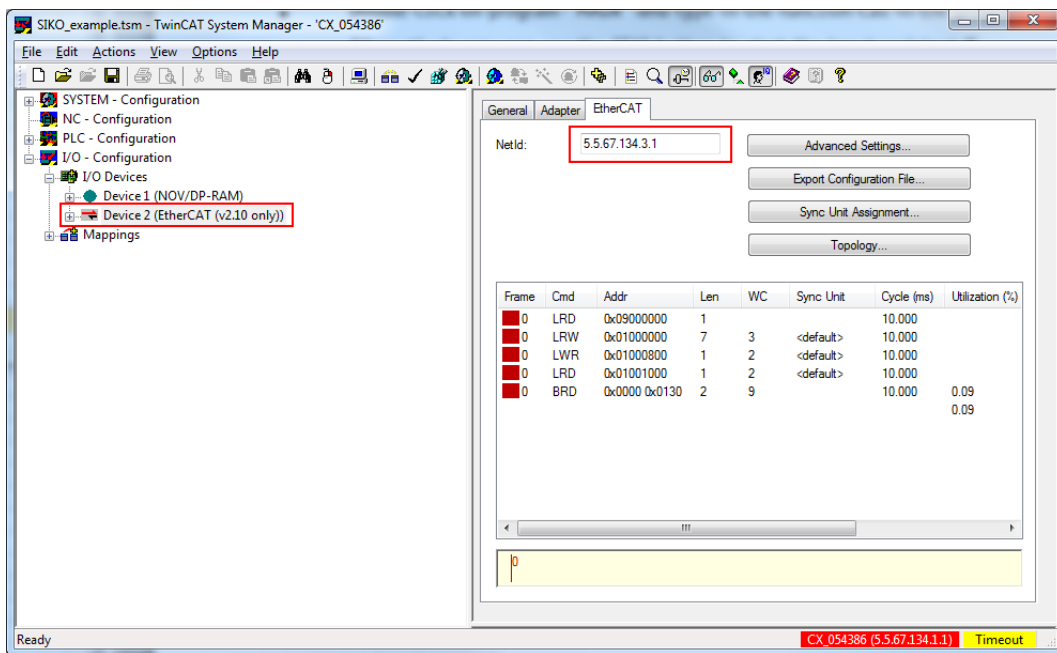 SIKO_example.tsm - TwinCAT System Manager - 'CX_054386'
File Edit Actions View Options Help
SYSTEM - Configuration
NC - Configuration
PLC - Configuration
I/O - Configuration
I/O Devices
Device 1 (NOV/DP-RAM)
Device 2 (EtherCAT (v2.10 only))
Mappings
General Adapter EtherCAT
NetId: 5.5.67.134.3.1
Advanced Settings...
Export Configuration File...
Sync Unit Assignment...
Topology...
Frame Cmd Addr Len WC Sync Unit Cycle (ms) Utilization (%)
0 LRD 0x09000000 1 10.000
0 LRW 0x01000000 7 3 <default> 10.000
0 LWR 0x01000800 1 2 <default> 10.000
0 LRD 0x01001000 1 2 <default> 10.000
0 BRD 0x0000 0x0130 2 9 10.000 0.09
0.09
0
Ready CX_054386 (5.5.67.134.1.1) Timeout